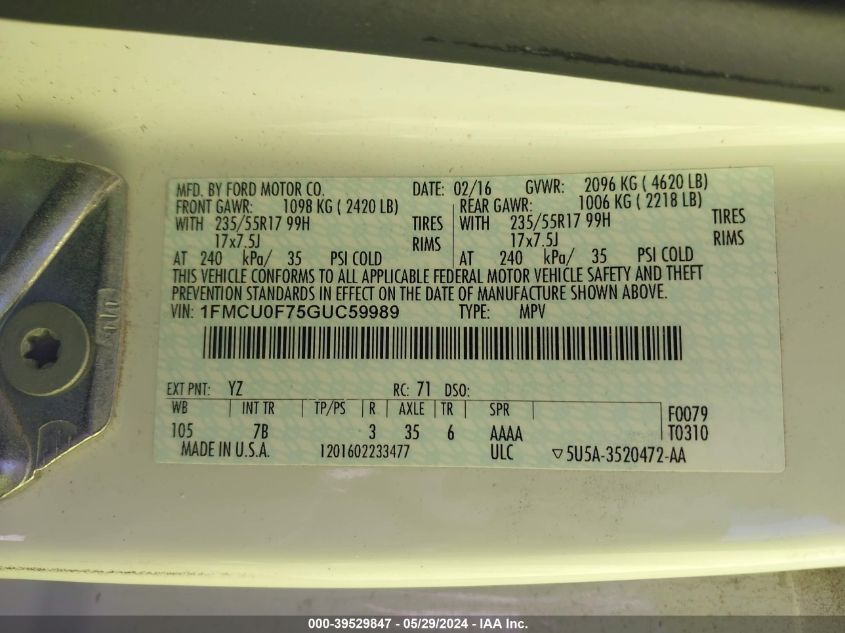 MFD. BY FORD MOTOR CO. DATE: 02/16 GVWR: 2096 KG ( 4620 LB)
FRONT GAWR: 1098 KG ( 2420 LB) REAR GAWR: 1006 KG ( 2218 LB)
WITH 235/55R17 99H TIRES WITH 235/55R17 99H TIRES
17x7.5J RIMS 17x7.5J RIMS
AT 240 kPa/ 35 PSI COLD AT 240 kPa/ 35 PSI COLD
THIS VEHICLE CONFORMS TO ALL APPLICABLE FEDERAL MOTOR VEHICLE SAFETY AND THEFT
PREVENTION STANDARDS IN EFFECT ON THE DATE OF MANUFACTURE SHOWN ABOVE.
VIN: 1FMCU0F75GUC59989 TYPE: MPV
EXT PNT: YZ RC: 71 DSO:
WB INT TR TP/PS R AXLE TR SPR F0079
105 7B 3 35 6 AAAA T0310
MADE IN U.S.A. 1201602233477 ULC ▽5U5A-3520472-AA
000-39529847 - 05/29/2024 - IAA Inc.